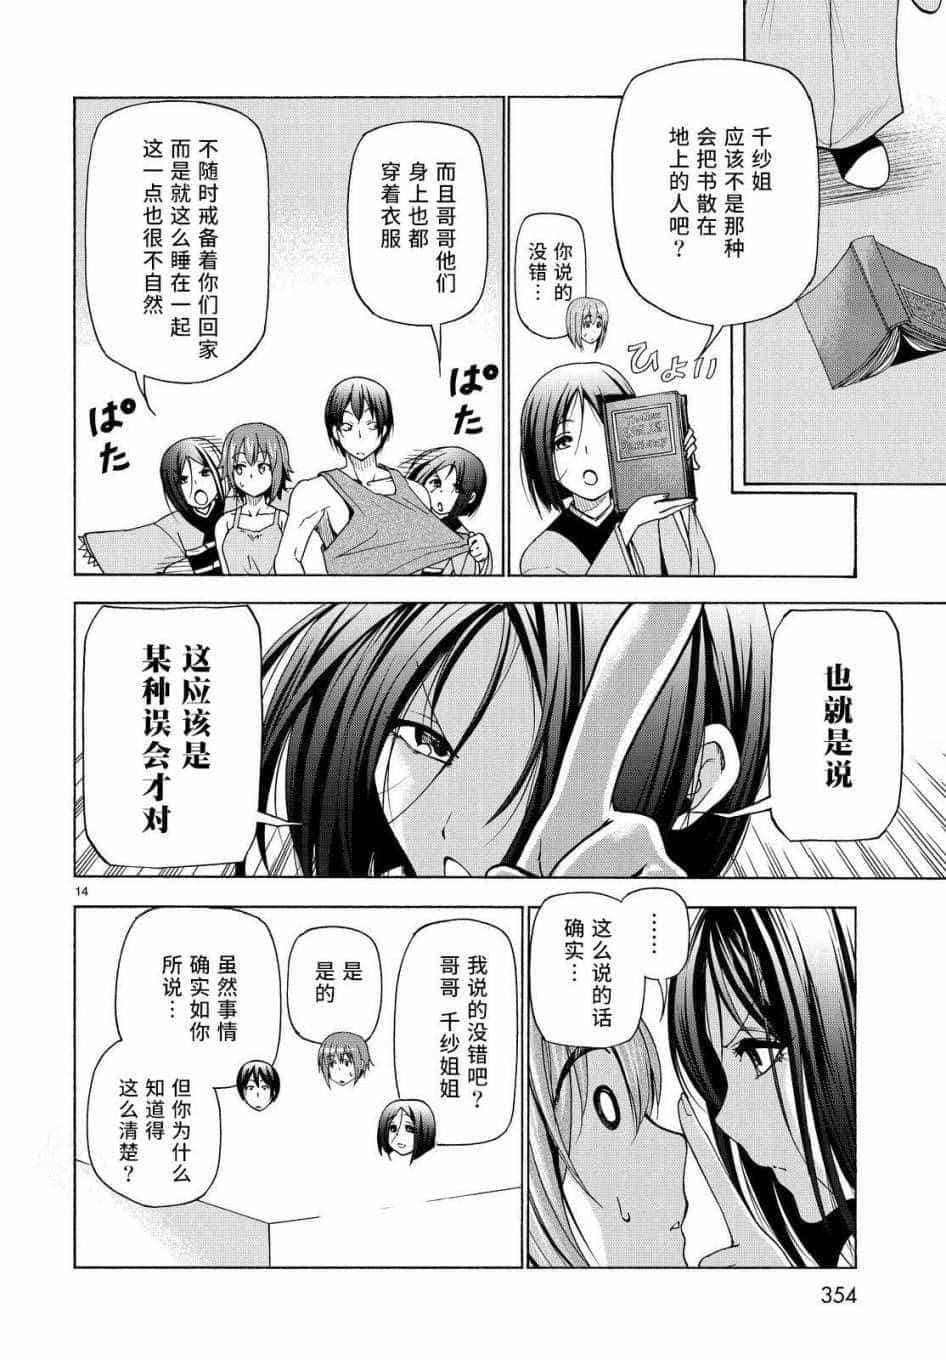 千纱姐
应该不是那种
会把书散在
地上的人吧？
你说的
没错…
ひょいっ
The New
Dictionary
而且哥哥他们
身上也都
穿着衣服
ぱた
不随时戒备着你们回家
而是就这么睡在一起
这一点也很不自然
ぱた
也就是说
这应该是
某种误会才对
14
……
这么说的话
确实…
我说的没错吧？
哥哥 千纱姐姐
是
是的
虽然事情
确实如你
所说…
但你为什么
知道得
这么清楚？
354